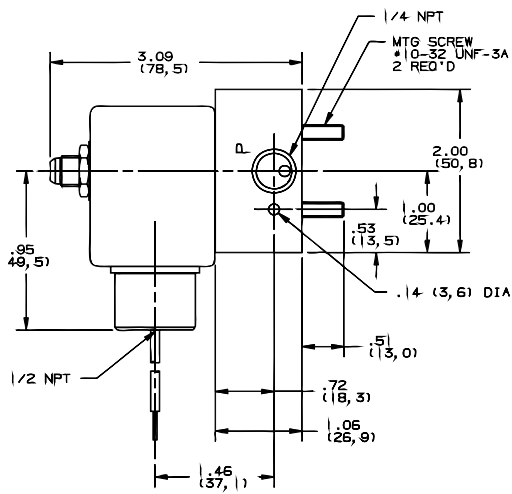 1/4 NPT
MTG SCREW
#10-32 UNF-3A
2 REQ'D
3.09
(78,5)
P
2.00
(50,8)
1.00
(25.4)
.53
(13,5)
.95
49,5)
.14 (3,6) DIA
.51
(13,0)
1/2 NPT
.72
(18,3)
1.06
(26,9)
1.46
(37,1)